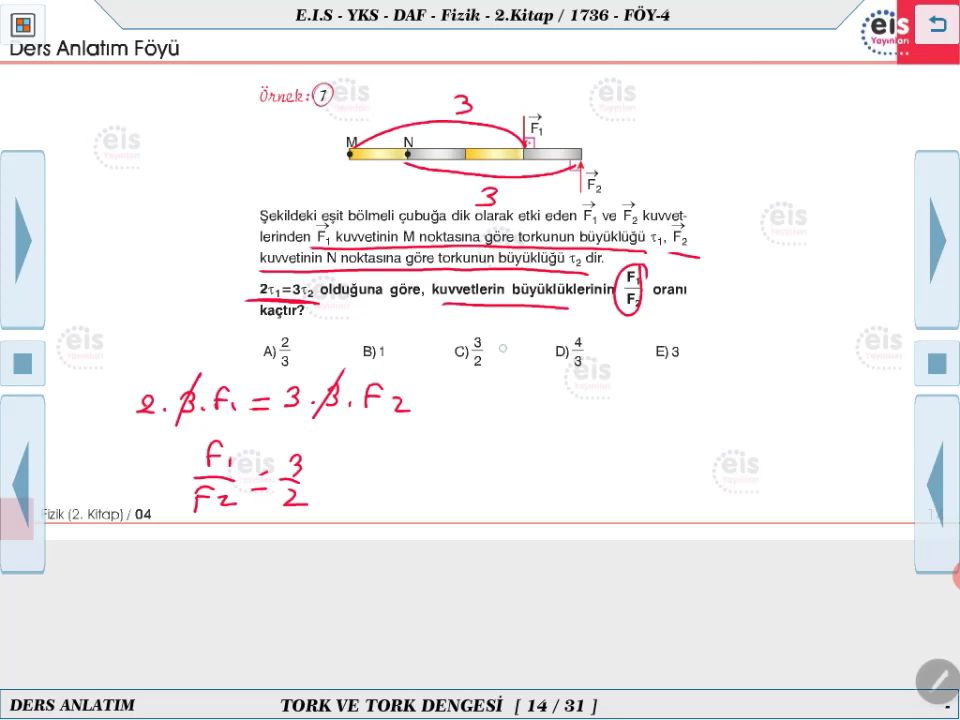 E.I.S - YKS - DAF - Fizik - 2.Kitap / 1736 - FÖY-4
Ders Anlatım Föyü
eis
Yayınları
Örnek: 7
3
F₁
M N
F₂
3
Şekildeki eşit bölmeli çubuğa dik olarak etki eden F₁ ve F₂ kuvvet-
lerinden F₁ kuvvetinin M noktasına göre torkunun büyüklüğü τ₁, F₂
kuvvetinin N noktasına göre torkunun büyüklüğü τ₂ dir.
2τ₁=3τ₂ olduğuna göre, kuvvetlerin büyüklüklerinin F₁/F₂ oranı
kaçtır?
A) 2/3 B) 1 C) 3/2 D) 4/3 E) 3
2.3.F₁ = 3.3.F₂
F₁/F₂ = 3/2
Fizik (2. Kitap) / 04
DERS ANLATIM TORK VE TORK DENGESİ [ 14 / 31 ] -